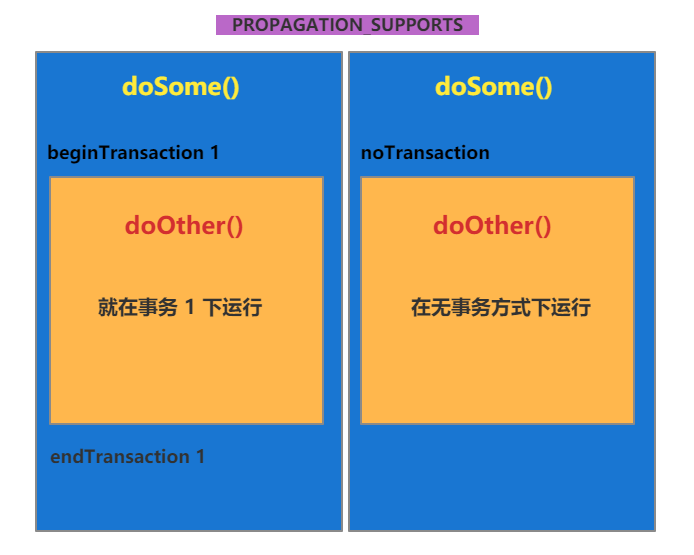 PROPAGATION_SUPPORTS
doSome()
beginTransaction 1
doOther()
就在事务 1 下运行
endTransaction 1
doSome()
noTransaction
doOther()
在无事务方式下运行